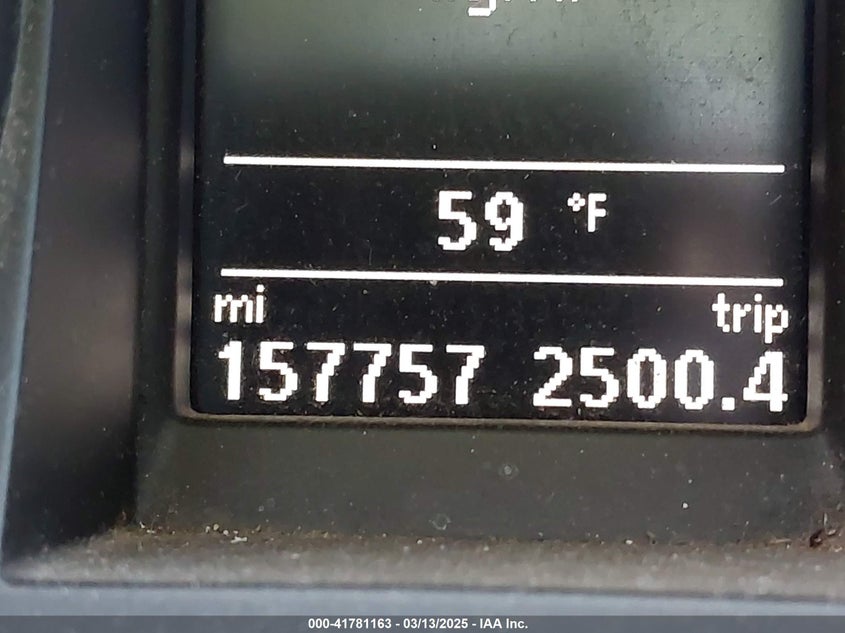 59 °F
mi trip
157757 2500.4
000-41781163 - 03/13/2025 - IAA Inc.